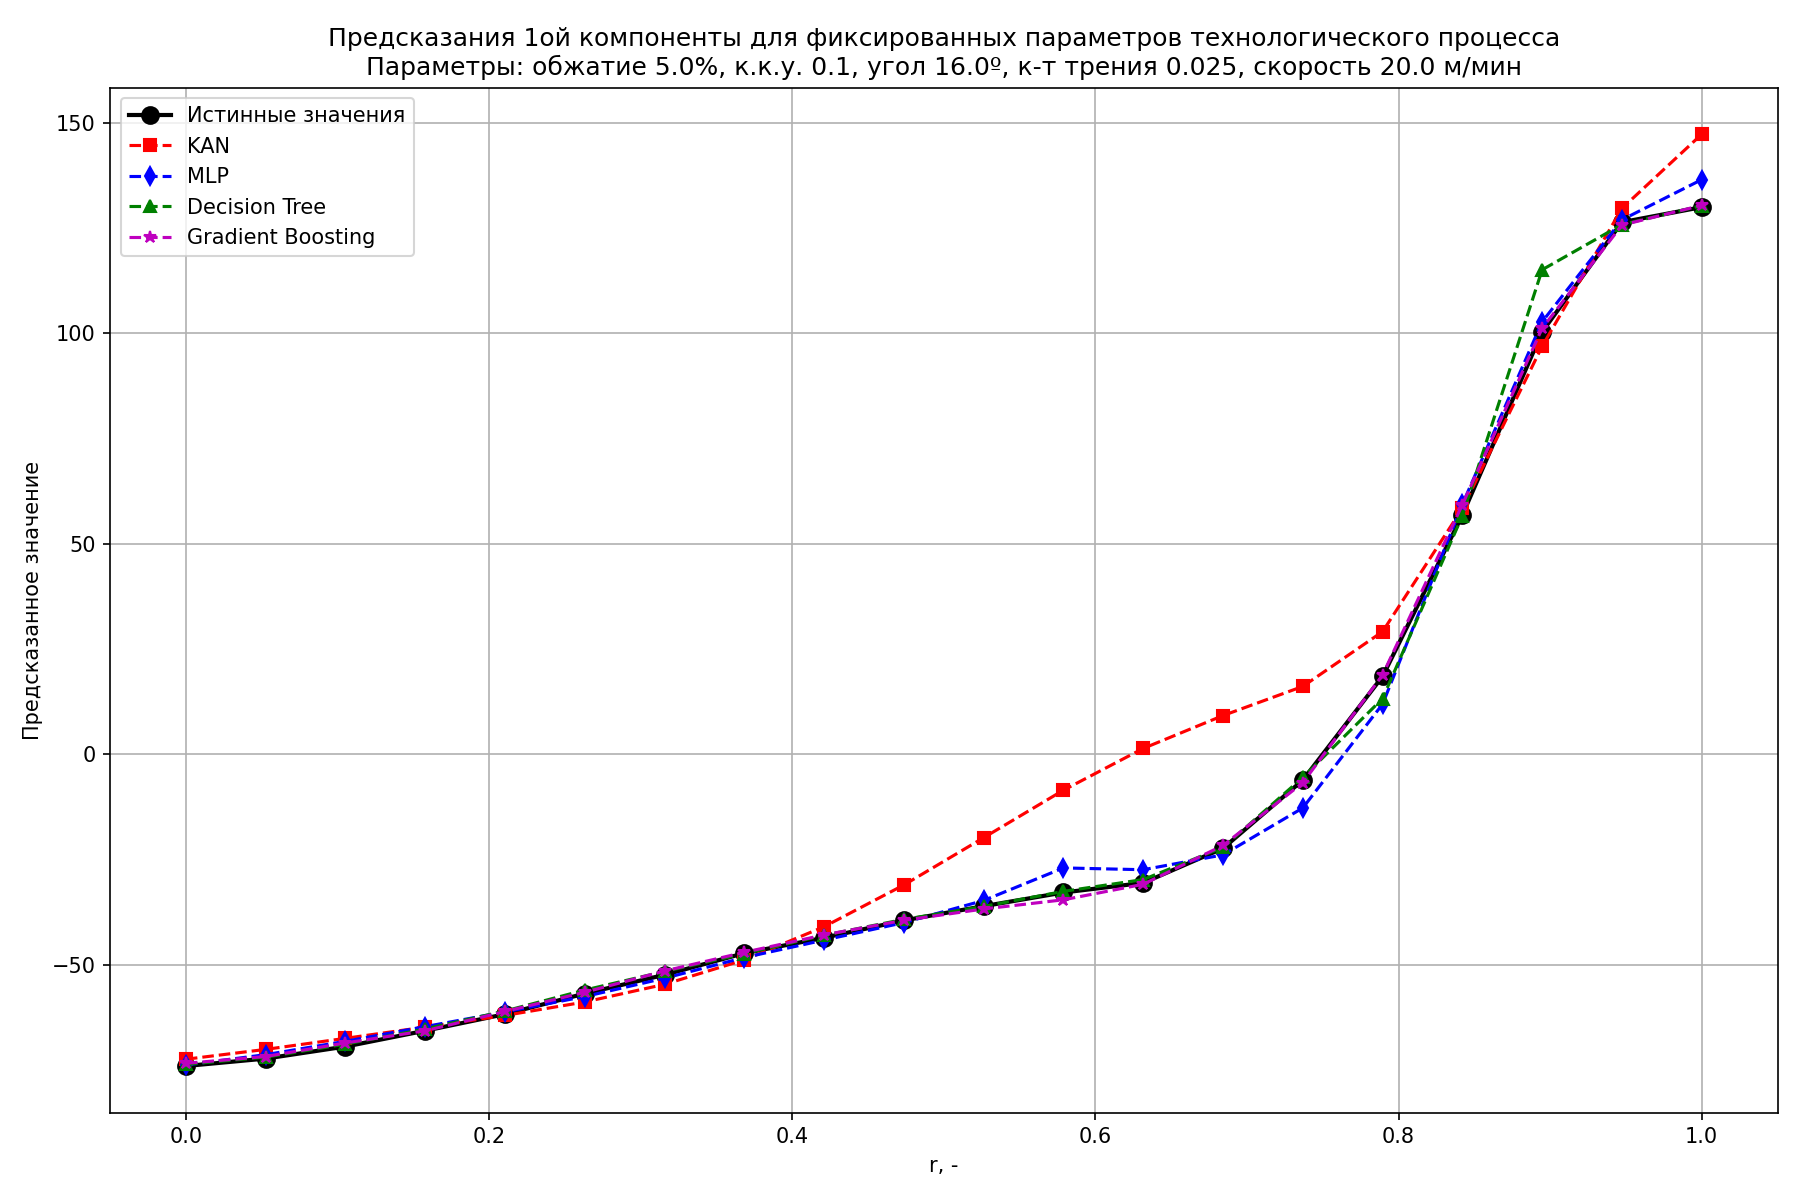 Предсказания 1ой компоненты для фиксированных параметров технологического процесса
Параметры: обжатие 5.0%, к.к.у. 0.1, угол 16.0º, к-т трения 0.025, скорость 20.0 м/мин
Истинные значения
KAN
MLP
Decision Tree
Gradient Boosting
Предсказанное значение
150
100
50
0
−50
0.0
0.2
0.4
0.6
0.8
1.0
r, -